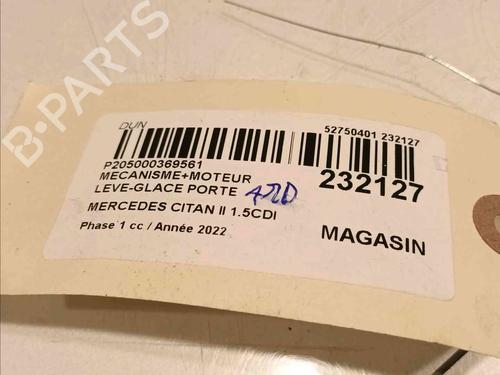 B-PARTS
DUN
52750401 232127
P205000369561
MECANISME+MOTEUR
LEVE-GLACE PORTE
232127
MERCEDES CITAN II 1.5CDI
Phase 1 cc / Année 2022
MAGASIN